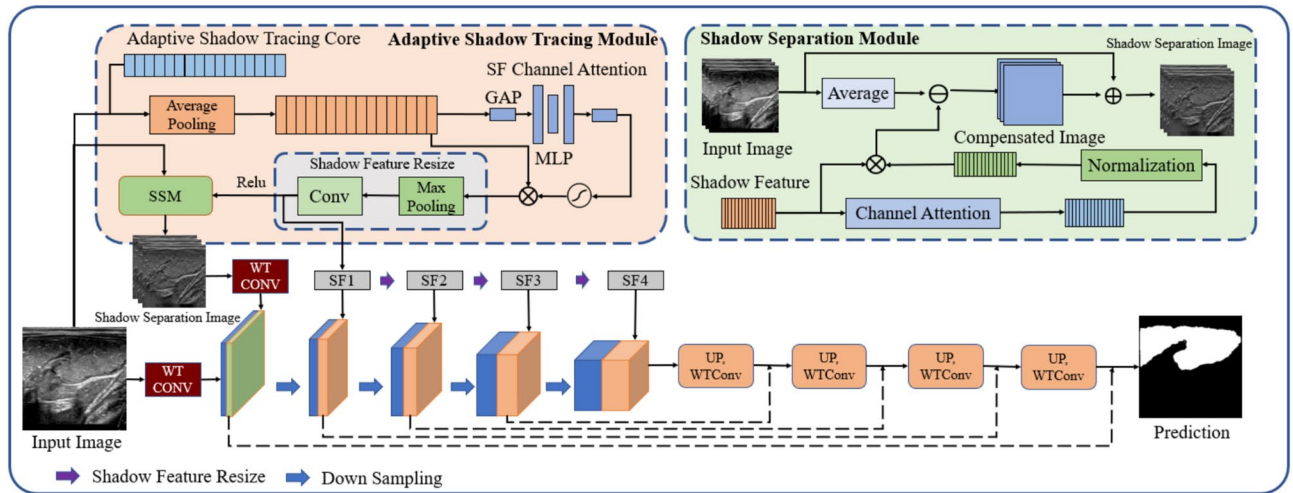 Adaptive Shadow Tracing Core
Adaptive Shadow Tracing Module
SF Channel Attention
GAP
Average
Pooling
MLP
Shadow Feature Resize
Relu
SSM
Conv
Max
Pooling
Shadow Separation Module
Shadow Separation Image
Average
Input Image
Compensated Image
Normalization
Shadow Feature
Channel Attention
WT
CONV
SF1
SF2
SF3
SF4
Shadow Separation Image
WT
CONV
UP,
WTConv
UP,
WTConv
UP,
WTConv
UP,
WTConv
Input Image
Prediction
Shadow Feature Resize
Down Sampling